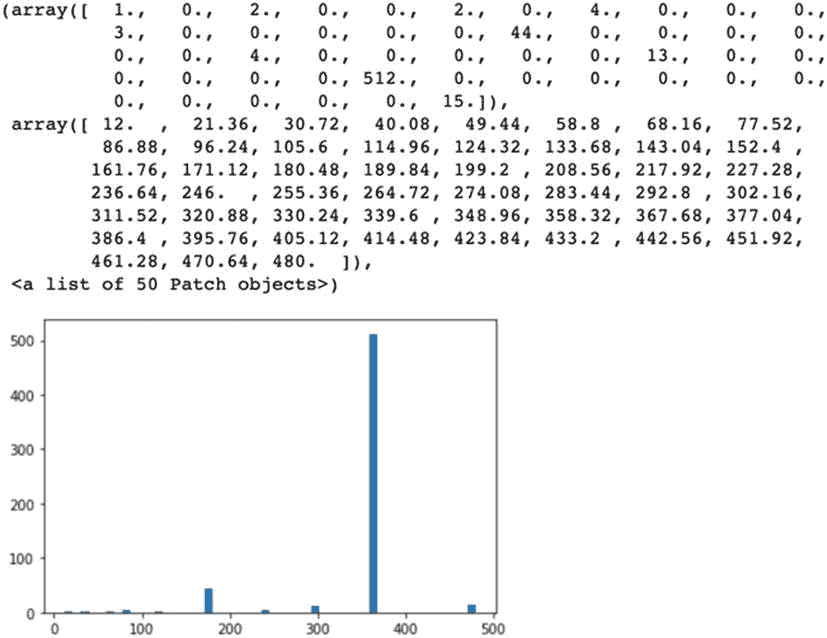 (array([ 1., 0., 2., 0., 0., 2., 0., 4., 0., 0., 0.,
3., 0., 0., 0., 0., 44., 0., 0., 0., 0., 0.,
0., 0., 4., 0., 0., 0., 0., 13., 0., 0.,
0., 0., 0., 0., 512., 0., 0., 0., 0., 0.,
0., 0., 0., 0., 0., 15.]),
array([ 12. , 21.36, 30.72, 40.08, 49.44, 58.8 , 68.16, 77.52,
86.88, 96.24, 105.6 , 114.96, 124.32, 133.68, 143.04, 152.4 ,
161.76, 171.12, 180.48, 189.84, 199.2 , 208.56, 217.92, 227.28,
236.64, 246. , 255.36, 264.72, 274.08, 283.44, 292.8 , 302.16,
311.52, 320.88, 330.24, 339.6 , 348.96, 358.32, 367.68, 377.04,
386.4 , 395.76, 405.12, 414.48, 423.84, 433.2 , 442.56, 451.92,
461.28, 470.64, 480. ]),
<a list of 50 Patch objects>)
500
400
300
200
100
0
0 100 200 300 400 500